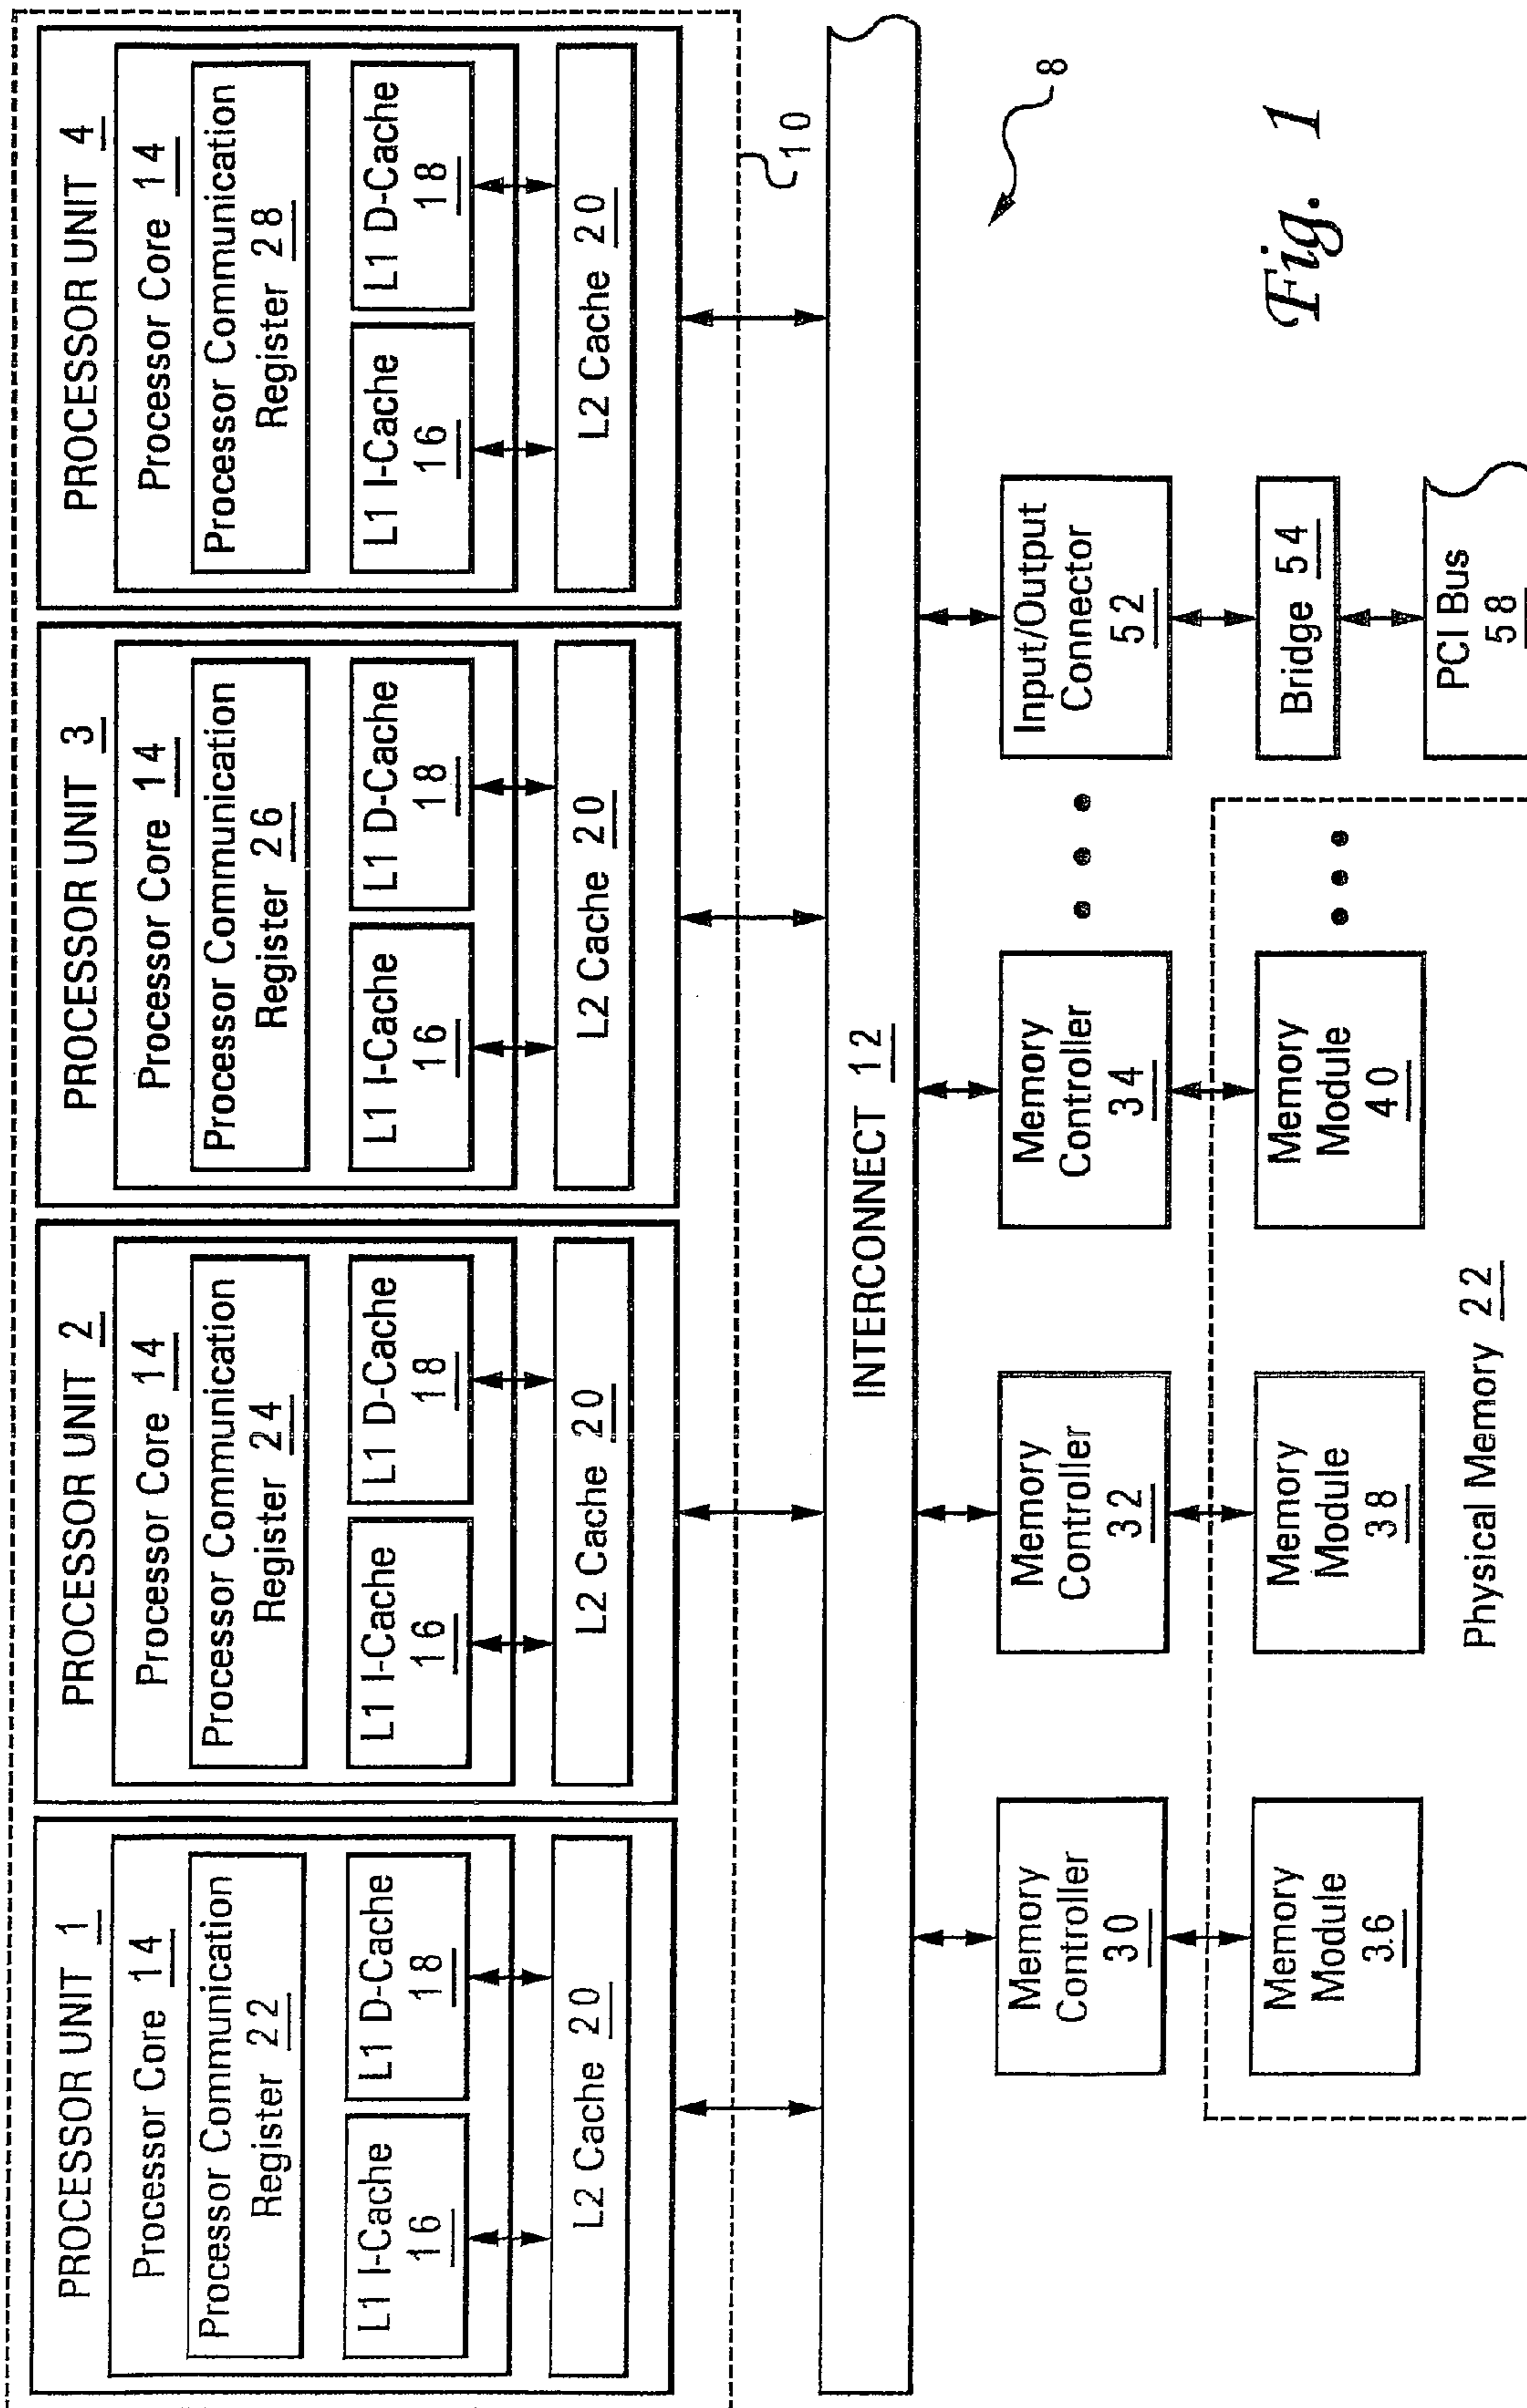 PROCESSOR UNIT 1
Processor Core 14
Processor Communication
Register 22
L1 I-Cache
16
L1 D-Cache
18
L2 Cache 20
PROCESSOR UNIT 2
Processor Core 14
Processor Communication
Register 24
L1 I-Cache
16
L1 D-Cache
18
L2 Cache 20
PROCESSOR UNIT 3
Processor Core 14
Processor Communication
Register 26
L1 I-Cache
16
L1 D-Cache
18
L2 Cache 20
PROCESSOR UNIT 4
Processor Core 14
Processor Communication
Register 28
L1 I-Cache
16
L1 D-Cache
18
L2 Cache 20
10
INTERCONNECT 12
8
Memory
Controller
30
Memory
Controller
32
Memory
Controller
34
Input/Output
Connector
52
Memory
Module
36
Memory
Module
38
Memory
Module
40
Bridge 54
PCI Bus
58
Physical Memory 22
Fig. 1